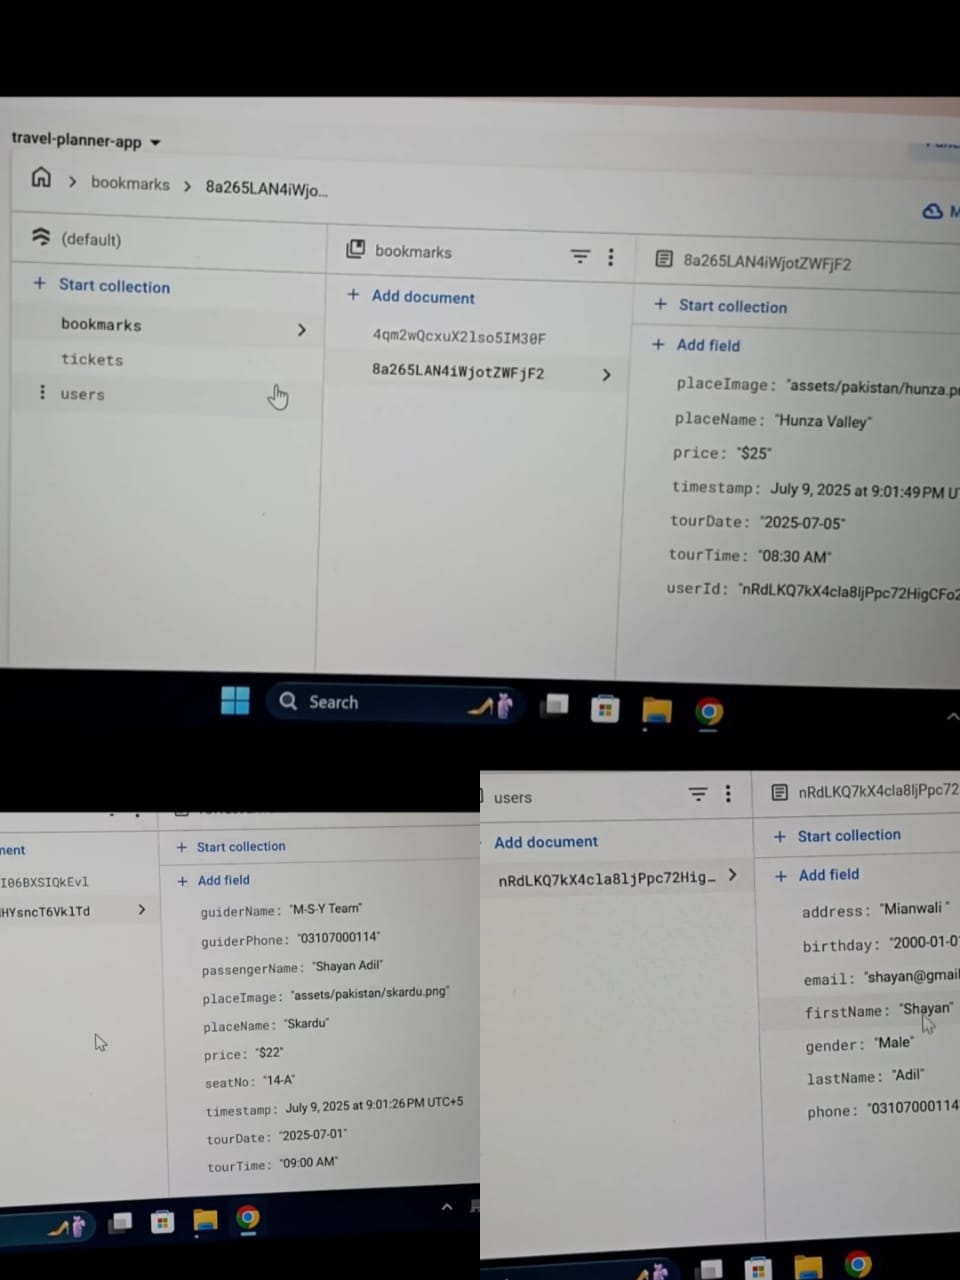 travel-planner-app
bookmarks > 8a265LAN4iWjo...
(default)
+ Start collection
bookmarks
tickets
users
bookmarks
+ Add document
4qm2wQcxuX2lso5IM30F
8a265LAN4iWjotZWFjF2
8a265LAN4iWjotZWFjF2
+ Start collection
+ Add field
placeImage: "assets/pakistan/hunza.p
placeName: "Hunza Valley"
price: "$25"
timestamp: July 9, 2025 at 9:01:49 PM U
tourDate: "2025-07-05"
tourTime: "08:30 AM"
userId: "nRdLKQ7kX4cla8ljPpc72HigCFo2
Search
ment
I06BXSIQkEvl
HYsncT6VklTd
+ Start collection
+ Add field
guiderName: "M-S-Y Team"
guiderPhone: "03107000114"
passengerName: "Shayan Adil"
placeImage: "assets/pakistan/skardu.png"
placeName: "Skardu"
price: "$22"
seatNo: "14-A"
timestamp: July 9, 2025 at 9:01:26 PM UTC+5
tourDate: "2025-07-01"
tourTime: "09:00 AM"
users
Add document
nRdLKQ7kX4cla8ljPpc72Hig…
nRdLKQ7kX4cla8ljPpc72
+ Start collection
+ Add field
address: "Mianwali "
birthday: "2000-01-0
email: "shayan@gmail
firstName: "Shayan"
gender: "Male"
lastName: "Adil"
phone: "03107000114